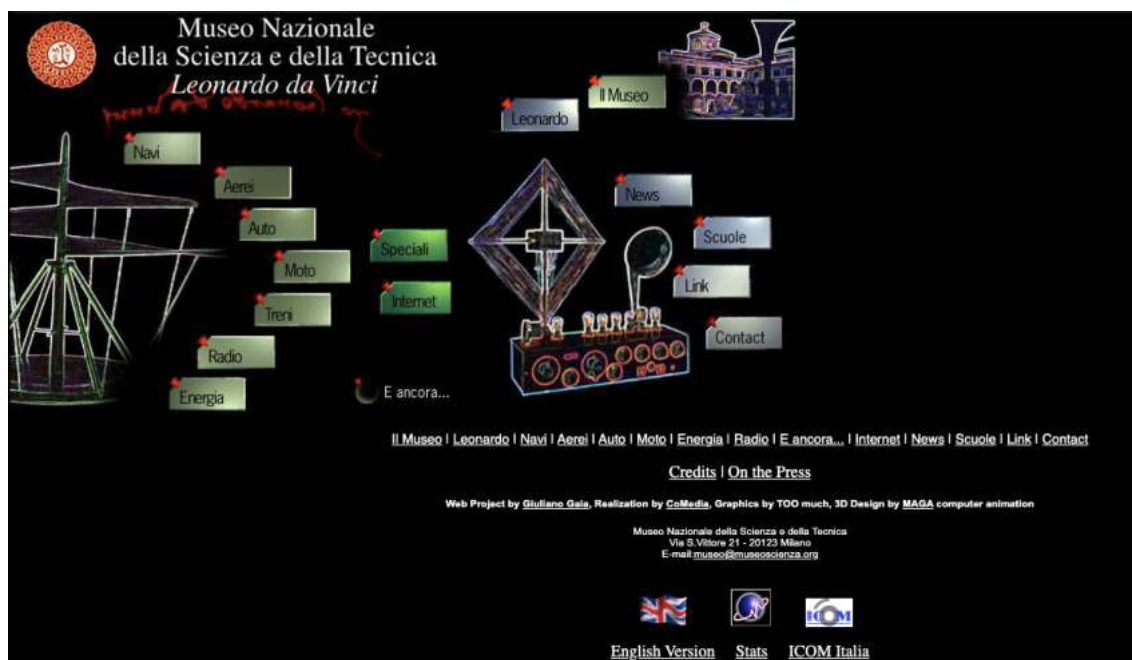 Museo Nazionale
della Scienza e della Tecnica
Leonardo da Vinci
Il Museo
Leonardo
Navi
Aerei
Auto
Moto
Treni
Radio
Energia
Speciali
Internet
E ancora...
News
Scuole
Link
Contact
Il Museo | Leonardo | Navi | Aerei | Auto | Moto | Energia | Radio | E ancora... | Internet | News | Scuole | Link | Contact
Credits | On the Press
Web Project by Giuliano Gaia, Realization by CoMedia, Graphics by TOO much, 3D Design by MAGA computer animation
Museo Nazionale della Scienza e della Tecnica
Via S.Vittore 21 - 20123 Milano
E-mail:museo@museoscienza.org
ICOM
English Version
Stats
ICOM Italia